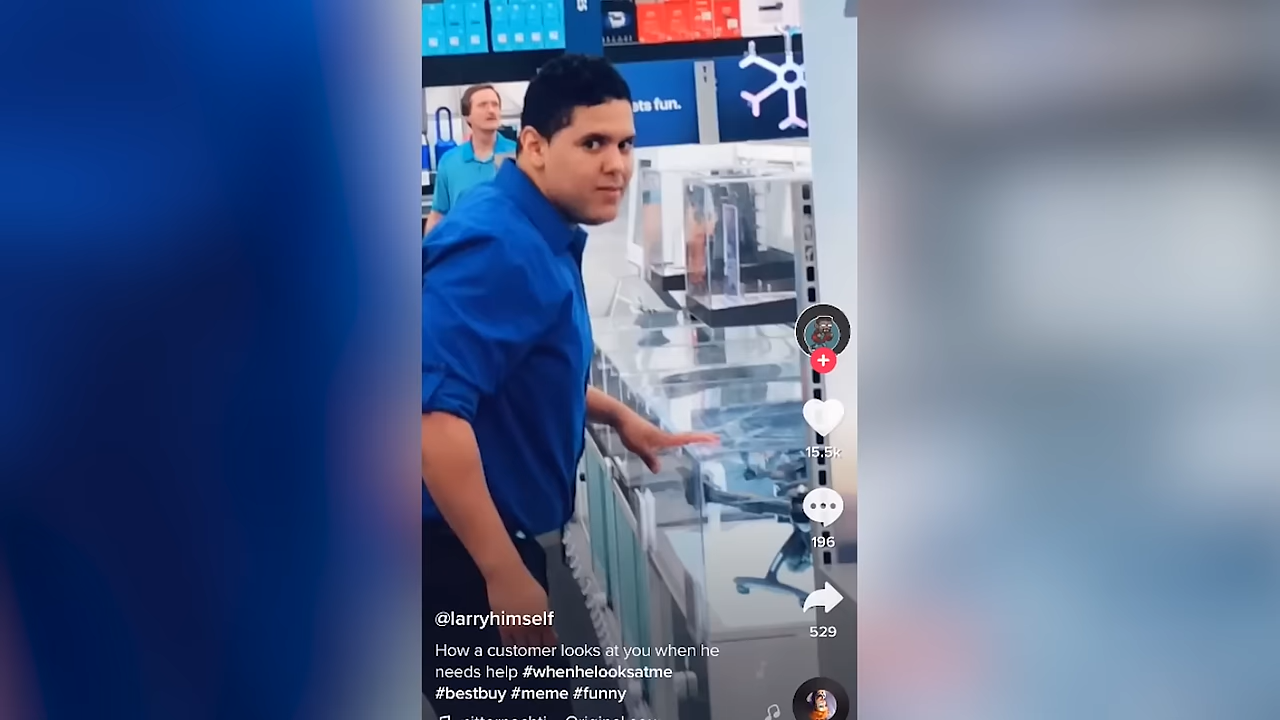 ets fun.
15.5k
196
529
@larryhimself
How a customer looks at you when he
needs help #whenhelooksatme
#bestbuy #meme #funny